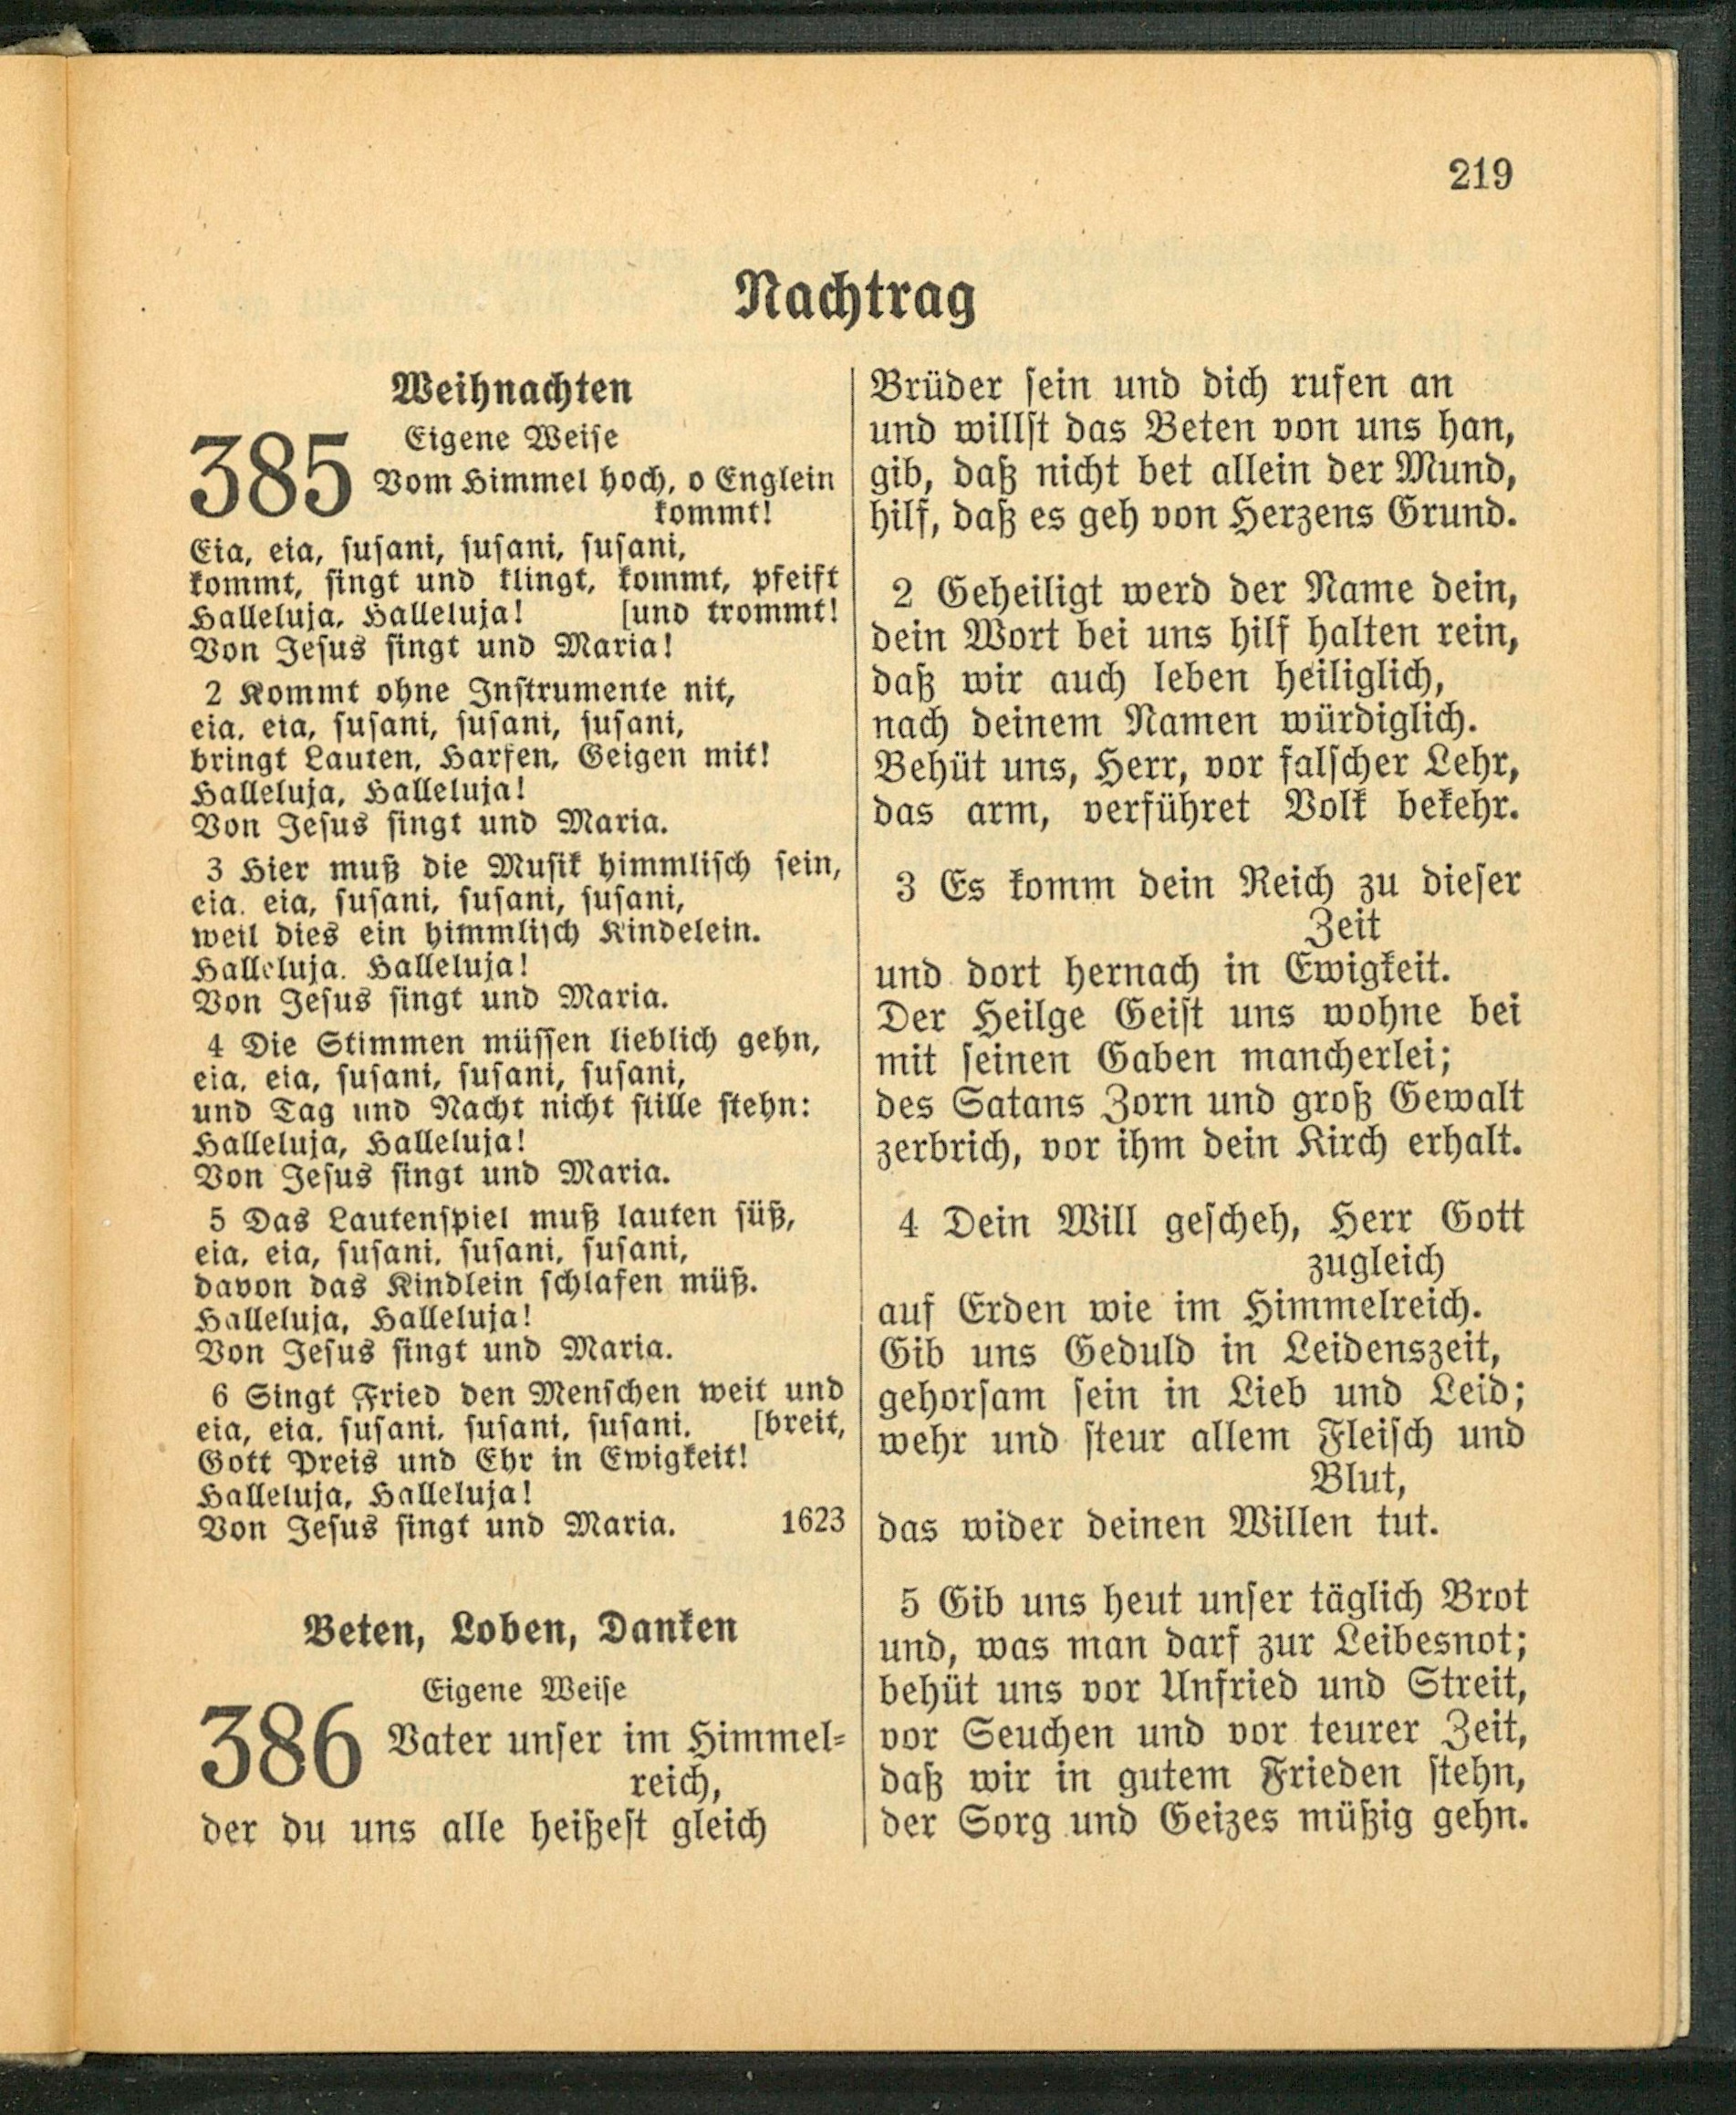 219
Nachtrag
Weihnachten
Eigene Weise
385 Vom Himmel hoch, o Englein
kommt!
Eia, eia, susani, susani, susani,
kommt, singt und klingt, kommt, pfeift
Halleluja, Halleluja! [und trommt!
Von Jesus singt und Maria!
2 Kommt ohne Instrumente nit,
eia, eia, susani, susani, susani,
bringt Lauten, Harfen, Geigen mit!
Halleluja, Halleluja!
Von Jesus singt und Maria.
3 Hier muß die Musik himmlisch sein,
eia, eia, susani, susani, susani,
weil dies ein himmlisch Kindelein.
Halleluja, Halleluja!
Von Jesus singt und Maria.
4 Die Stimmen müssen lieblich gehn,
eia, eia, susani, susani, susani,
und Tag und Nacht nicht stille stehn:
Halleluja, Halleluja!
Von Jesus singt und Maria.
5 Das Lautenspiel muß lauten süß,
eia, eia, susani, susani, susani,
davon das Kindlein schlafen müß.
Halleluja, Halleluja!
Von Jesus singt und Maria.
6 Singt Fried den Menschen weit und
eia, eia, susani, susani, susani, [breit,
Gott Preis und Ehr in Ewigkeit!
Halleluja, Halleluja!
Von Jesus singt und Maria. 1623
Beten, Loben, Danken
Eigene Weise
386 Vater unser im Himmel-
reich,
der du uns alle heißest gleich
Brüder sein und dich rufen an
und willst das Beten von uns han,
gib, daß nicht bet allein der Mund,
hilf, daß es geh von Herzens Grund.
2 Geheiligt werd der Name dein,
dein Wort bei uns hilf halten rein,
daß wir auch leben heiliglich,
nach deinem Namen würdiglich.
Behüt uns, Herr, vor falscher Lehr,
das arm, verführet Volk bekehr.
3 Es komm dein Reich zu dieser
Zeit
und dort hernach in Ewigkeit.
Der Heilge Geist uns wohne bei
mit seinen Gaben mancherlei;
des Satans Zorn und groß Gewalt
zerbrich, vor ihm dein Kirch erhalt.
4 Dein Will gescheh, Herr Gott
zugleich
auf Erden wie im Himmelreich.
Gib uns Geduld in Leidenszeit,
gehorsam sein in Lieb und Leid;
wehr und steur allem Fleisch und
Blut,
das wider deinen Willen tut.
5 Gib uns heut unser täglich Brot
und, was man darf zur Leibesnot;
behüt uns vor Unfried und Streit,
vor Seuchen und vor teurer Zeit,
daß wir in gutem Frieden stehn,
der Sorg und Geizes müßig gehn.